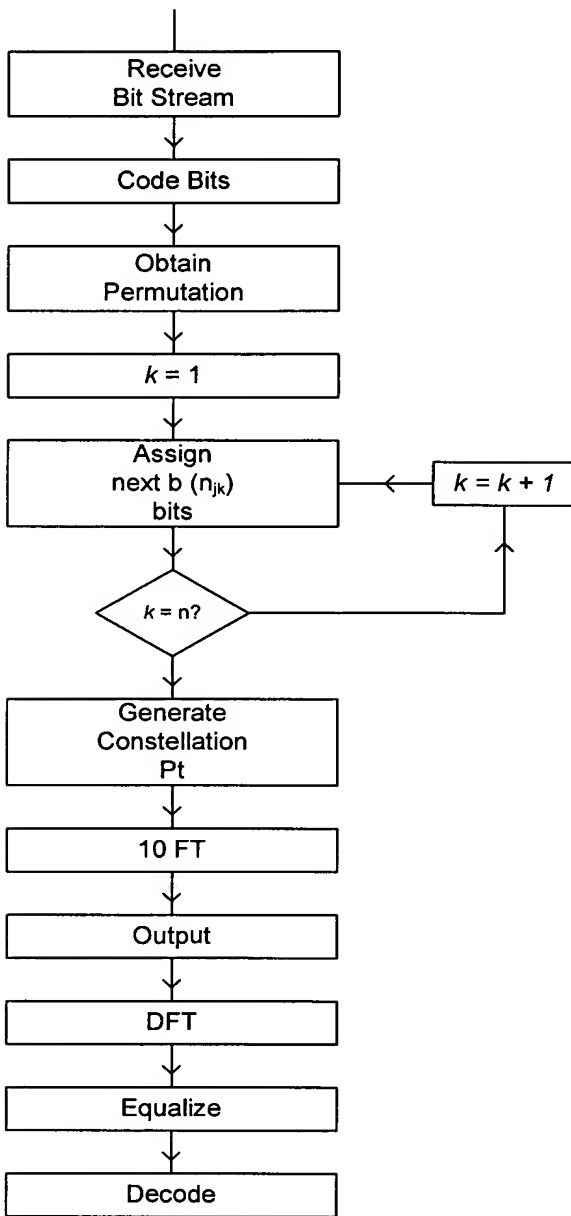 Receive
Bit Stream
Code Bits
Obtain
Permutation
k = 1
Assign
next b (njk)
bits
k = k + 1
k = n?
Generate
Constellation
Pt
10 FT
Output
DFT
Equalize
Decode